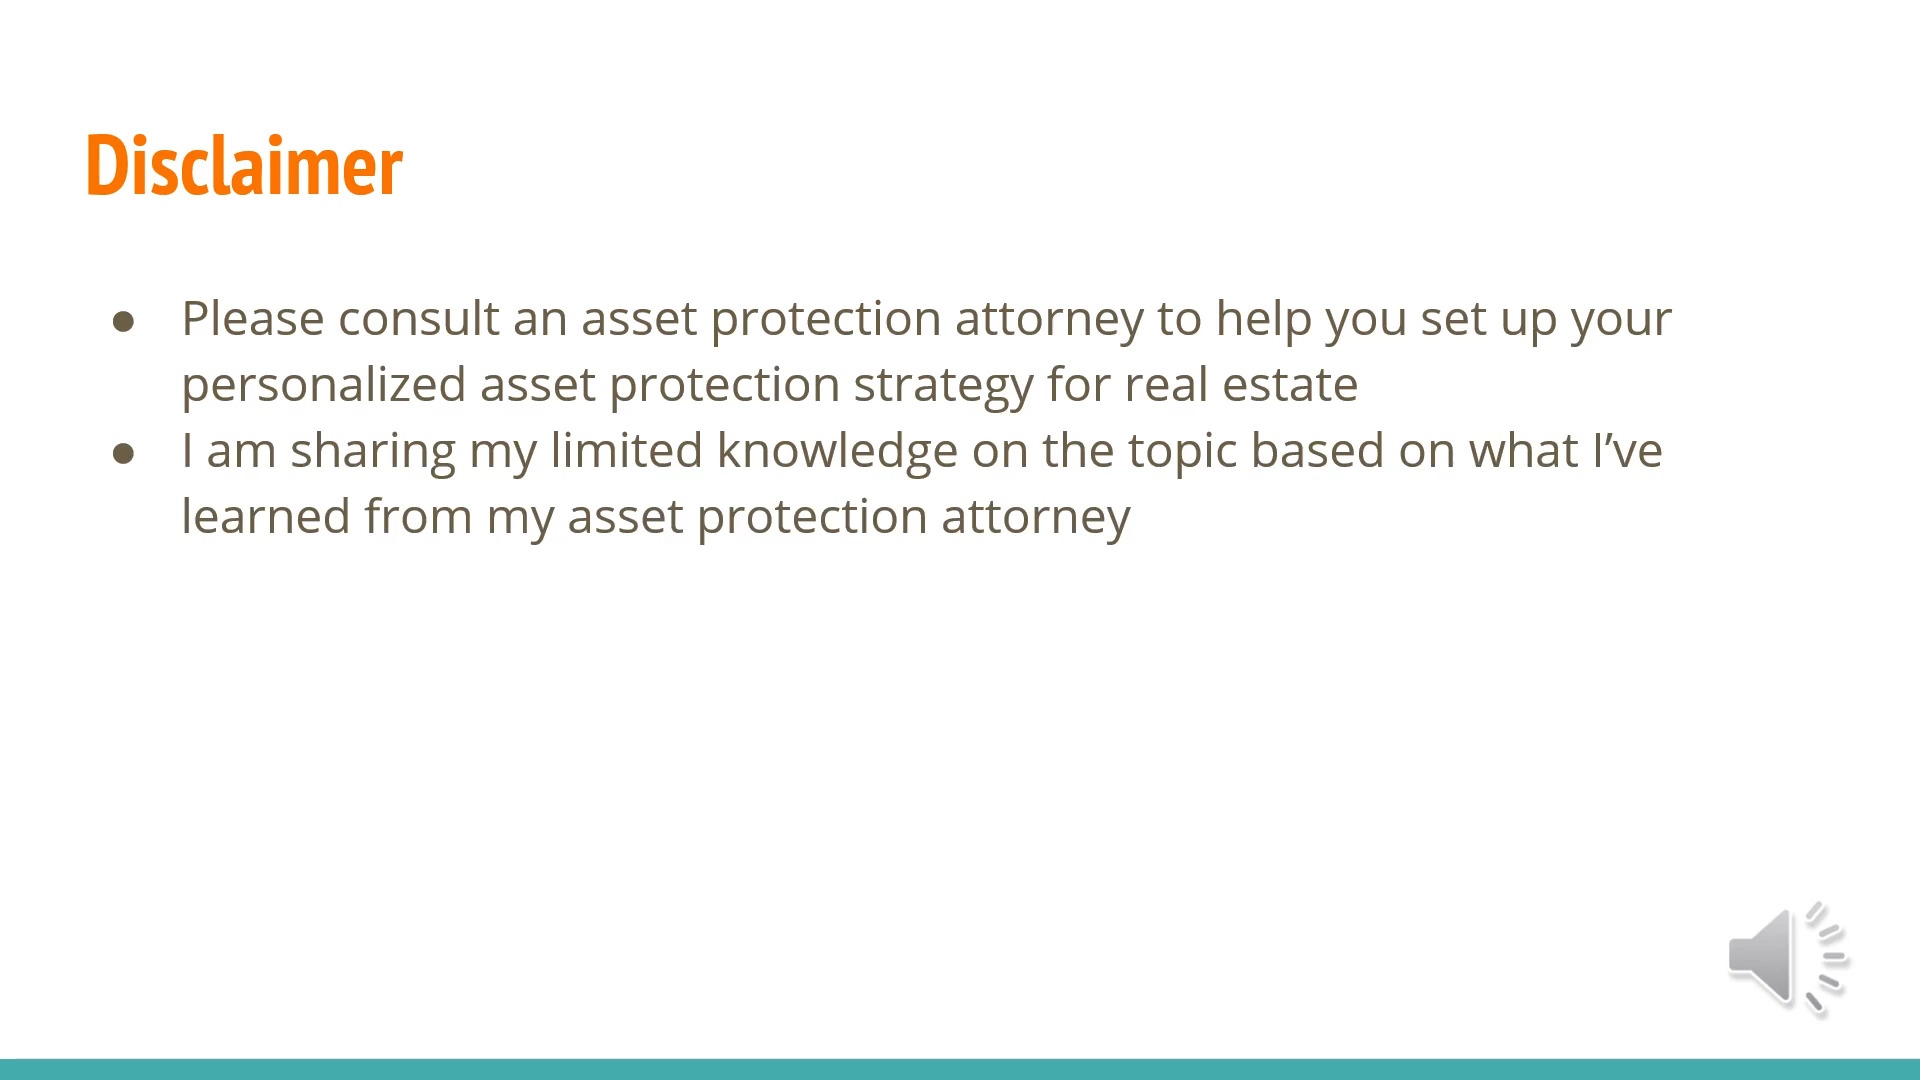 Disclaimer
● Please consult an asset protection attorney to help you set up your
personalized asset protection strategy for real estate
● I am sharing my limited knowledge on the topic based on what I’ve
learned from my asset protection attorney